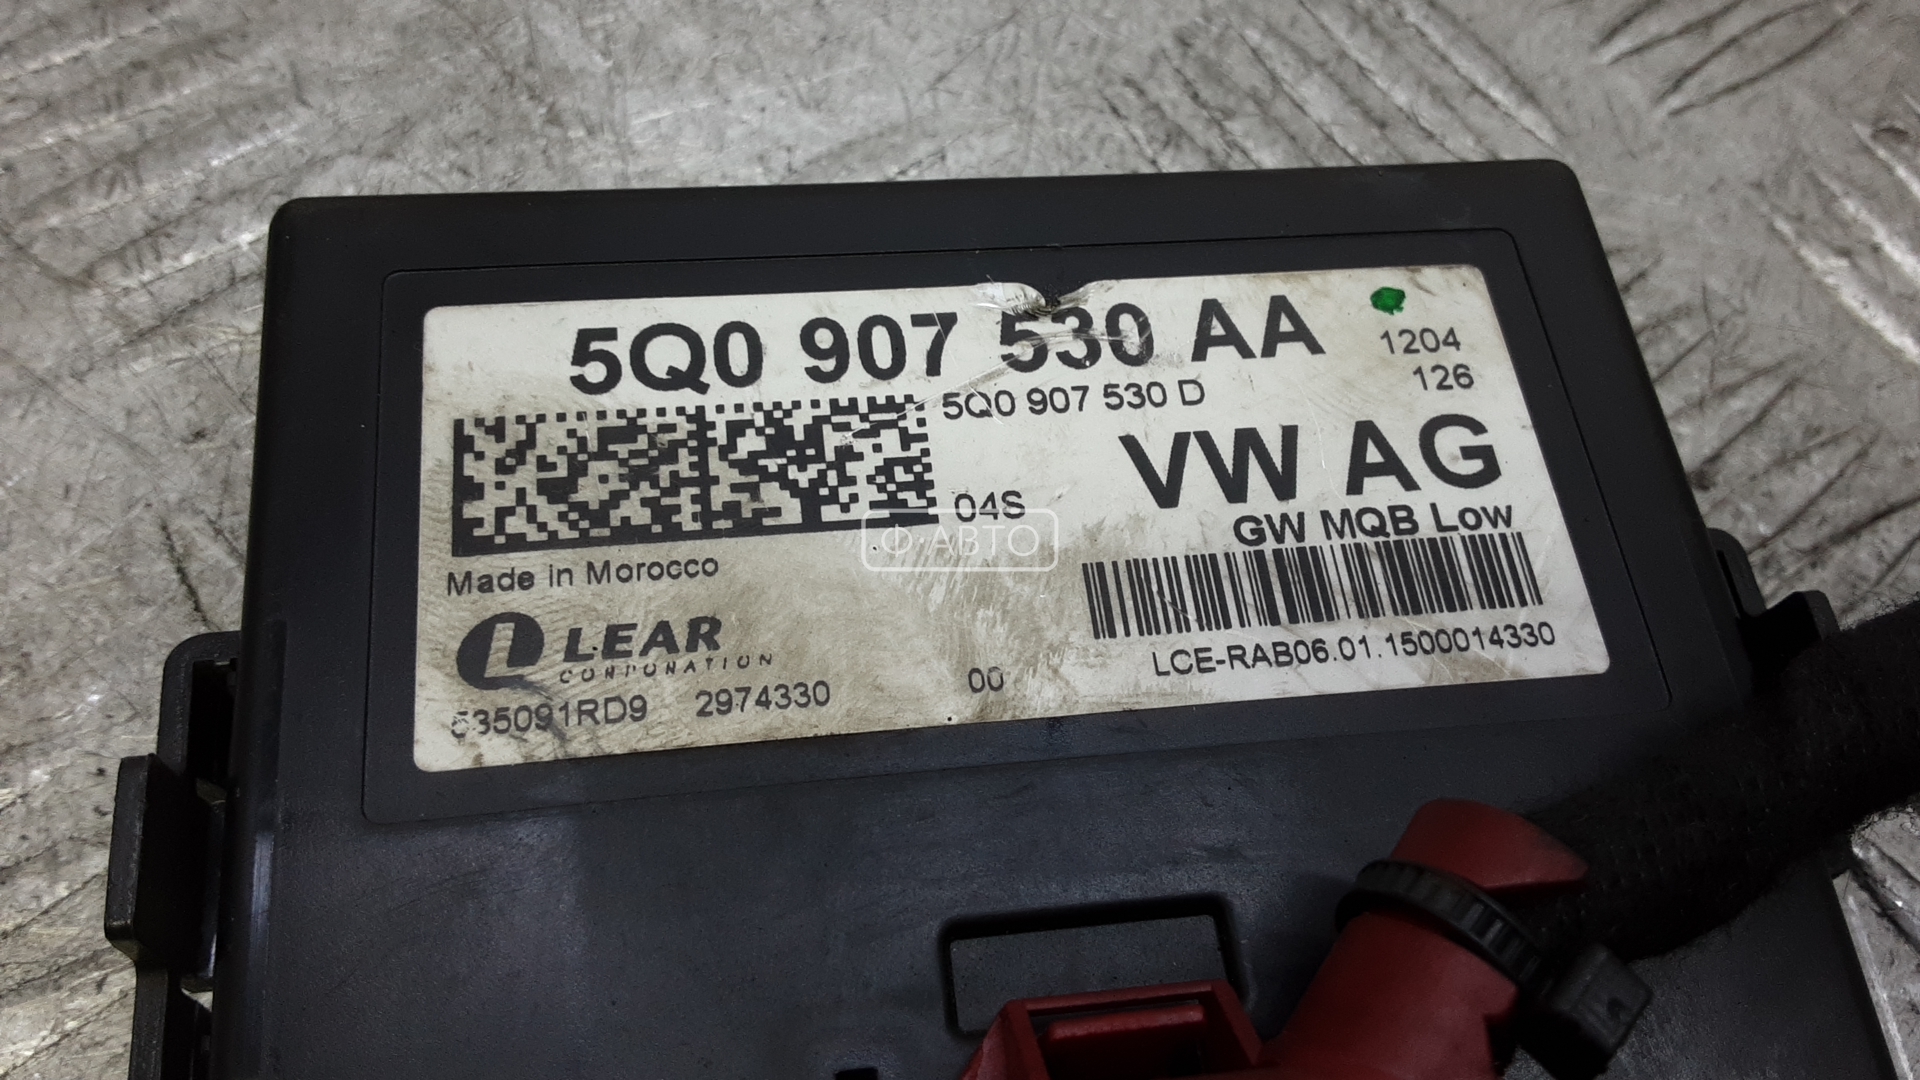 5Q0 907 530 AA
1204
5Q0 907 530 D
126
VW AG
04S
GW MQB Low
Ф·АВТО
Made in Morocco
LEAR
CORPORATION
LCE-RAB06.01.1500014330
00
535091RD9 2974330